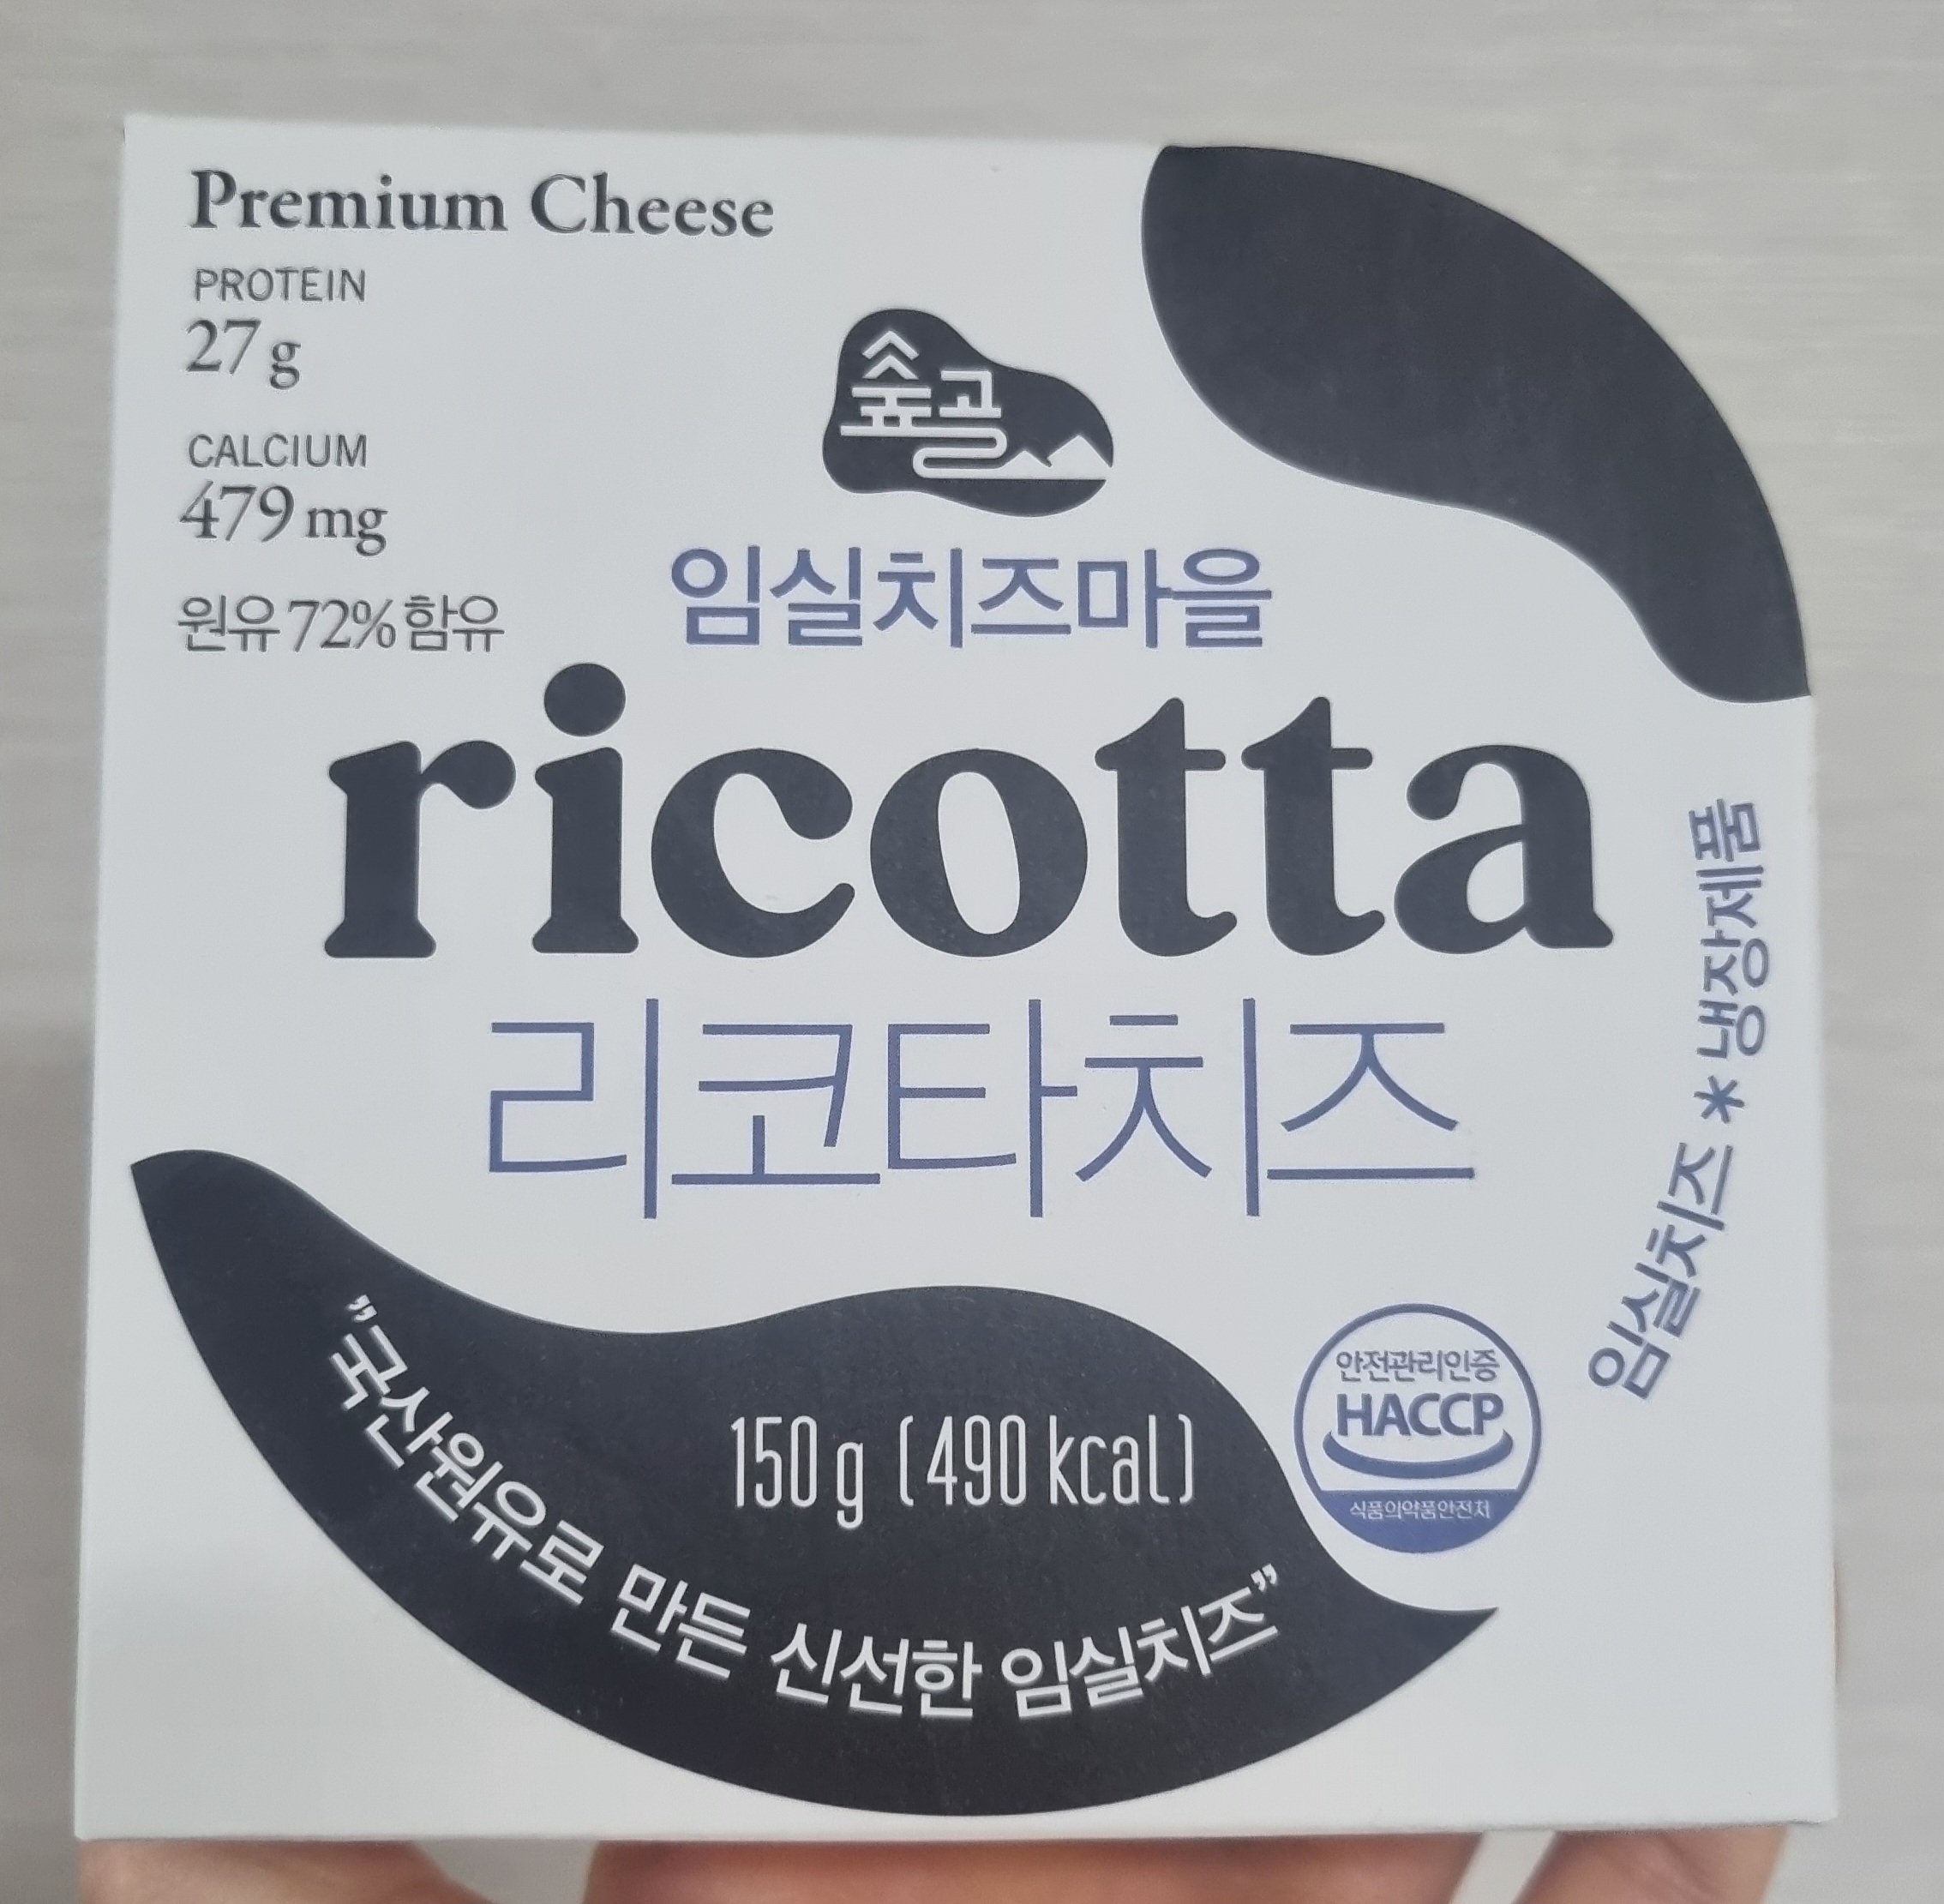 Premium Cheese
PROTEIN
27 g
CALCIUM
479 mg
원유 72% 함유
숲골
임실치즈마을
ricotta
리코타치즈
임실치즈 * 냉장제품
150 g (490 kcal)
안전관리인증
HACCP
식품의약품안전처
"국산원유로 만든 신선한 임실치즈"